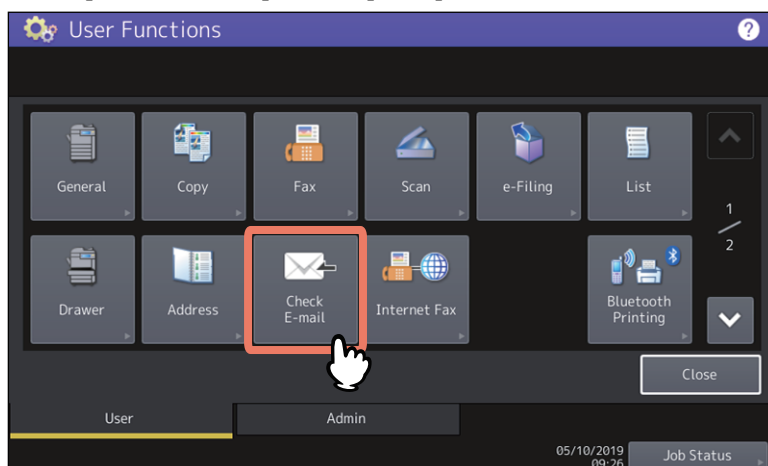 User Functions
?
General
Copy
Fax
Scan
e-Filing
List
1
2
Drawer
Address
Check
E-mail
Internet Fax
Bluetooth
Printing
Close
User
Admin
05/10/2019
09:26
Job Status